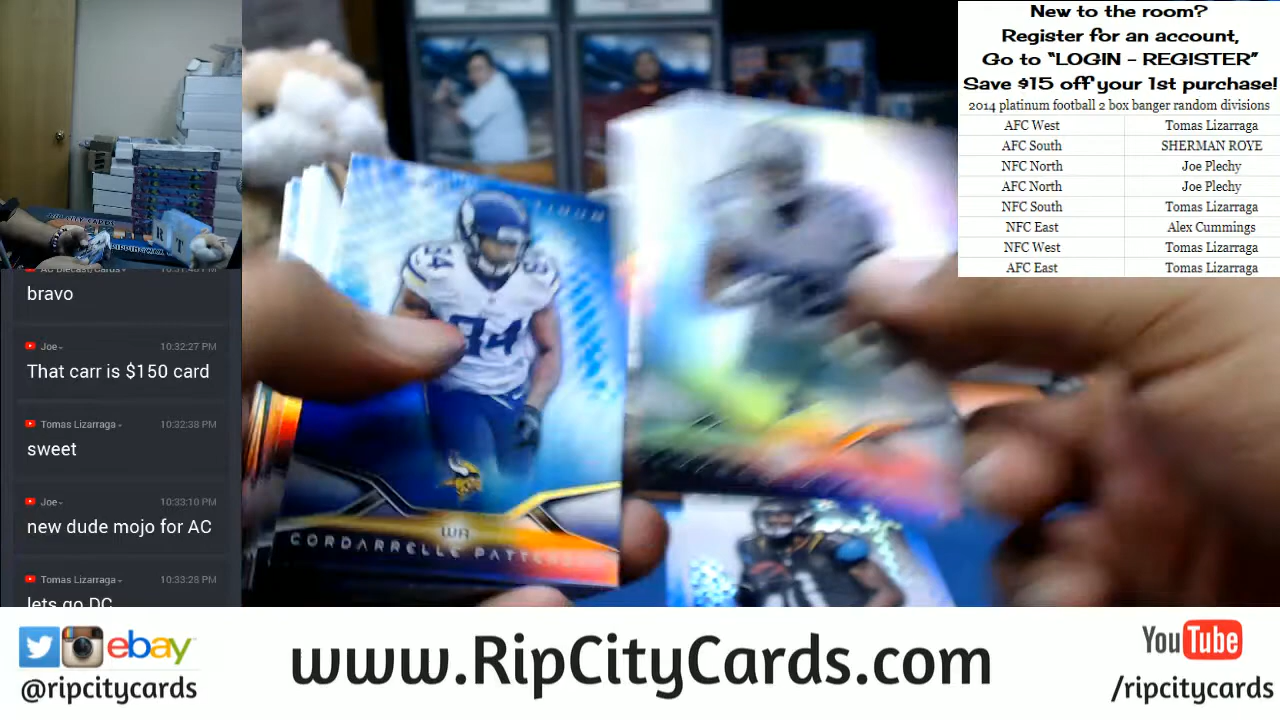 New to the room?
Register for an account,
Go to “LOGIN – REGISTER”
Save $15 off your 1st purchase!
2014 platinum football 2 box banger random divisions
AFC West Tomas Lizarraga
AFC South SHERMAN ROYE
NFC North Joe Plechy
AFC North Joe Plechy
NFC South Tomas Lizarraga
NFC East Alex Cummings
NFC West Tomas Lizarraga
AFC East Tomas Lizarraga
bravo
Joe 10:32:27 PM
That carr is $150 card
Tomas Lizarraga 10:32:38 PM
sweet
Joe 10:33:10 PM
new dude mojo for AC
Tomas Lizarraga 10:33:28 PM
lets go DC
84
84
WR
CORDARRELLE
ebay
@ripcitycards
www.RipCityCards.com
YouTube
/ripcitycards